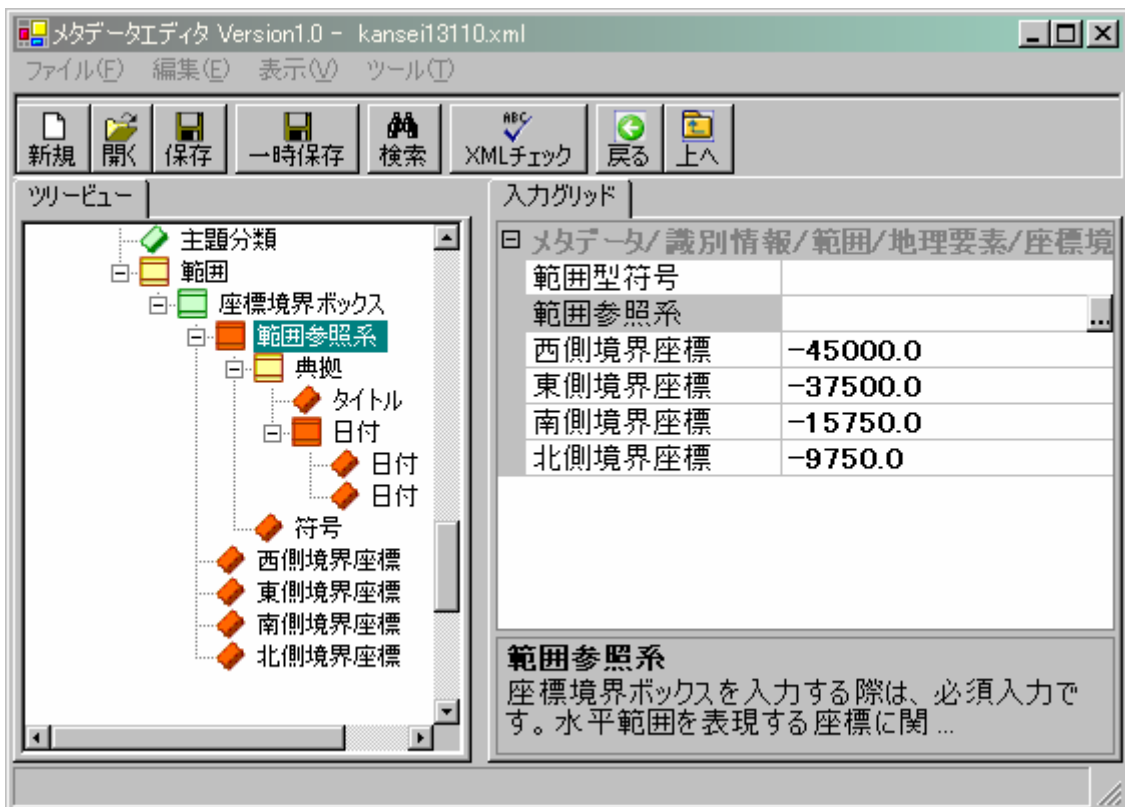 メタデータエディタ Version1.0 - kansei13110.xml
ファイル(F) 編集(E) 表示(V) ツール(T)
新規 開く 保存 一時保存 検索 ABC XMLチェック 戻る 上へ
ツリービュー
主題分類
範囲
座標境界ボックス
範囲参照系
典拠
タイトル
日付
日付
日付
符号
西側境界座標
東側境界座標
南側境界座標
北側境界座標
入力グリッド
メタデータ/識別情報/範囲/地理要素/座標境
範囲型符号
範囲参照系 ...
西側境界座標 -45000.0
東側境界座標 -37500.0
南側境界座標 -15750.0
北側境界座標 -9750.0
範囲参照系
座標境界ボックスを入力する際は、必須入力で
す。水平範囲を表現する座標に関 ...